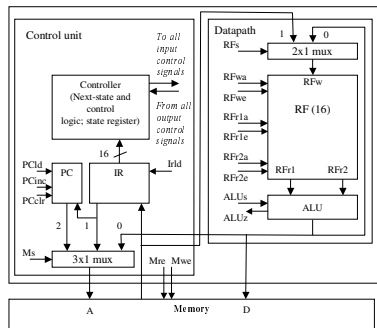 Control unit
To all
input
control
signals
Controller
(Next-state and
control
logic; state register)
From all
output
control
signals
16
PCld
PCinc
PCclr
PC
IR
Irld
2
1
0
Ms
3x1 mux
Datapath
1
0
RFs
2x1 mux
RFwa
RFwe
RFw
RF (16)
RFr1a
RFr1e
RFr2a
RFr2e
RFr1
RFr2
ALUs
ALUz
ALU
Mre
Mwe
A
Memory
D